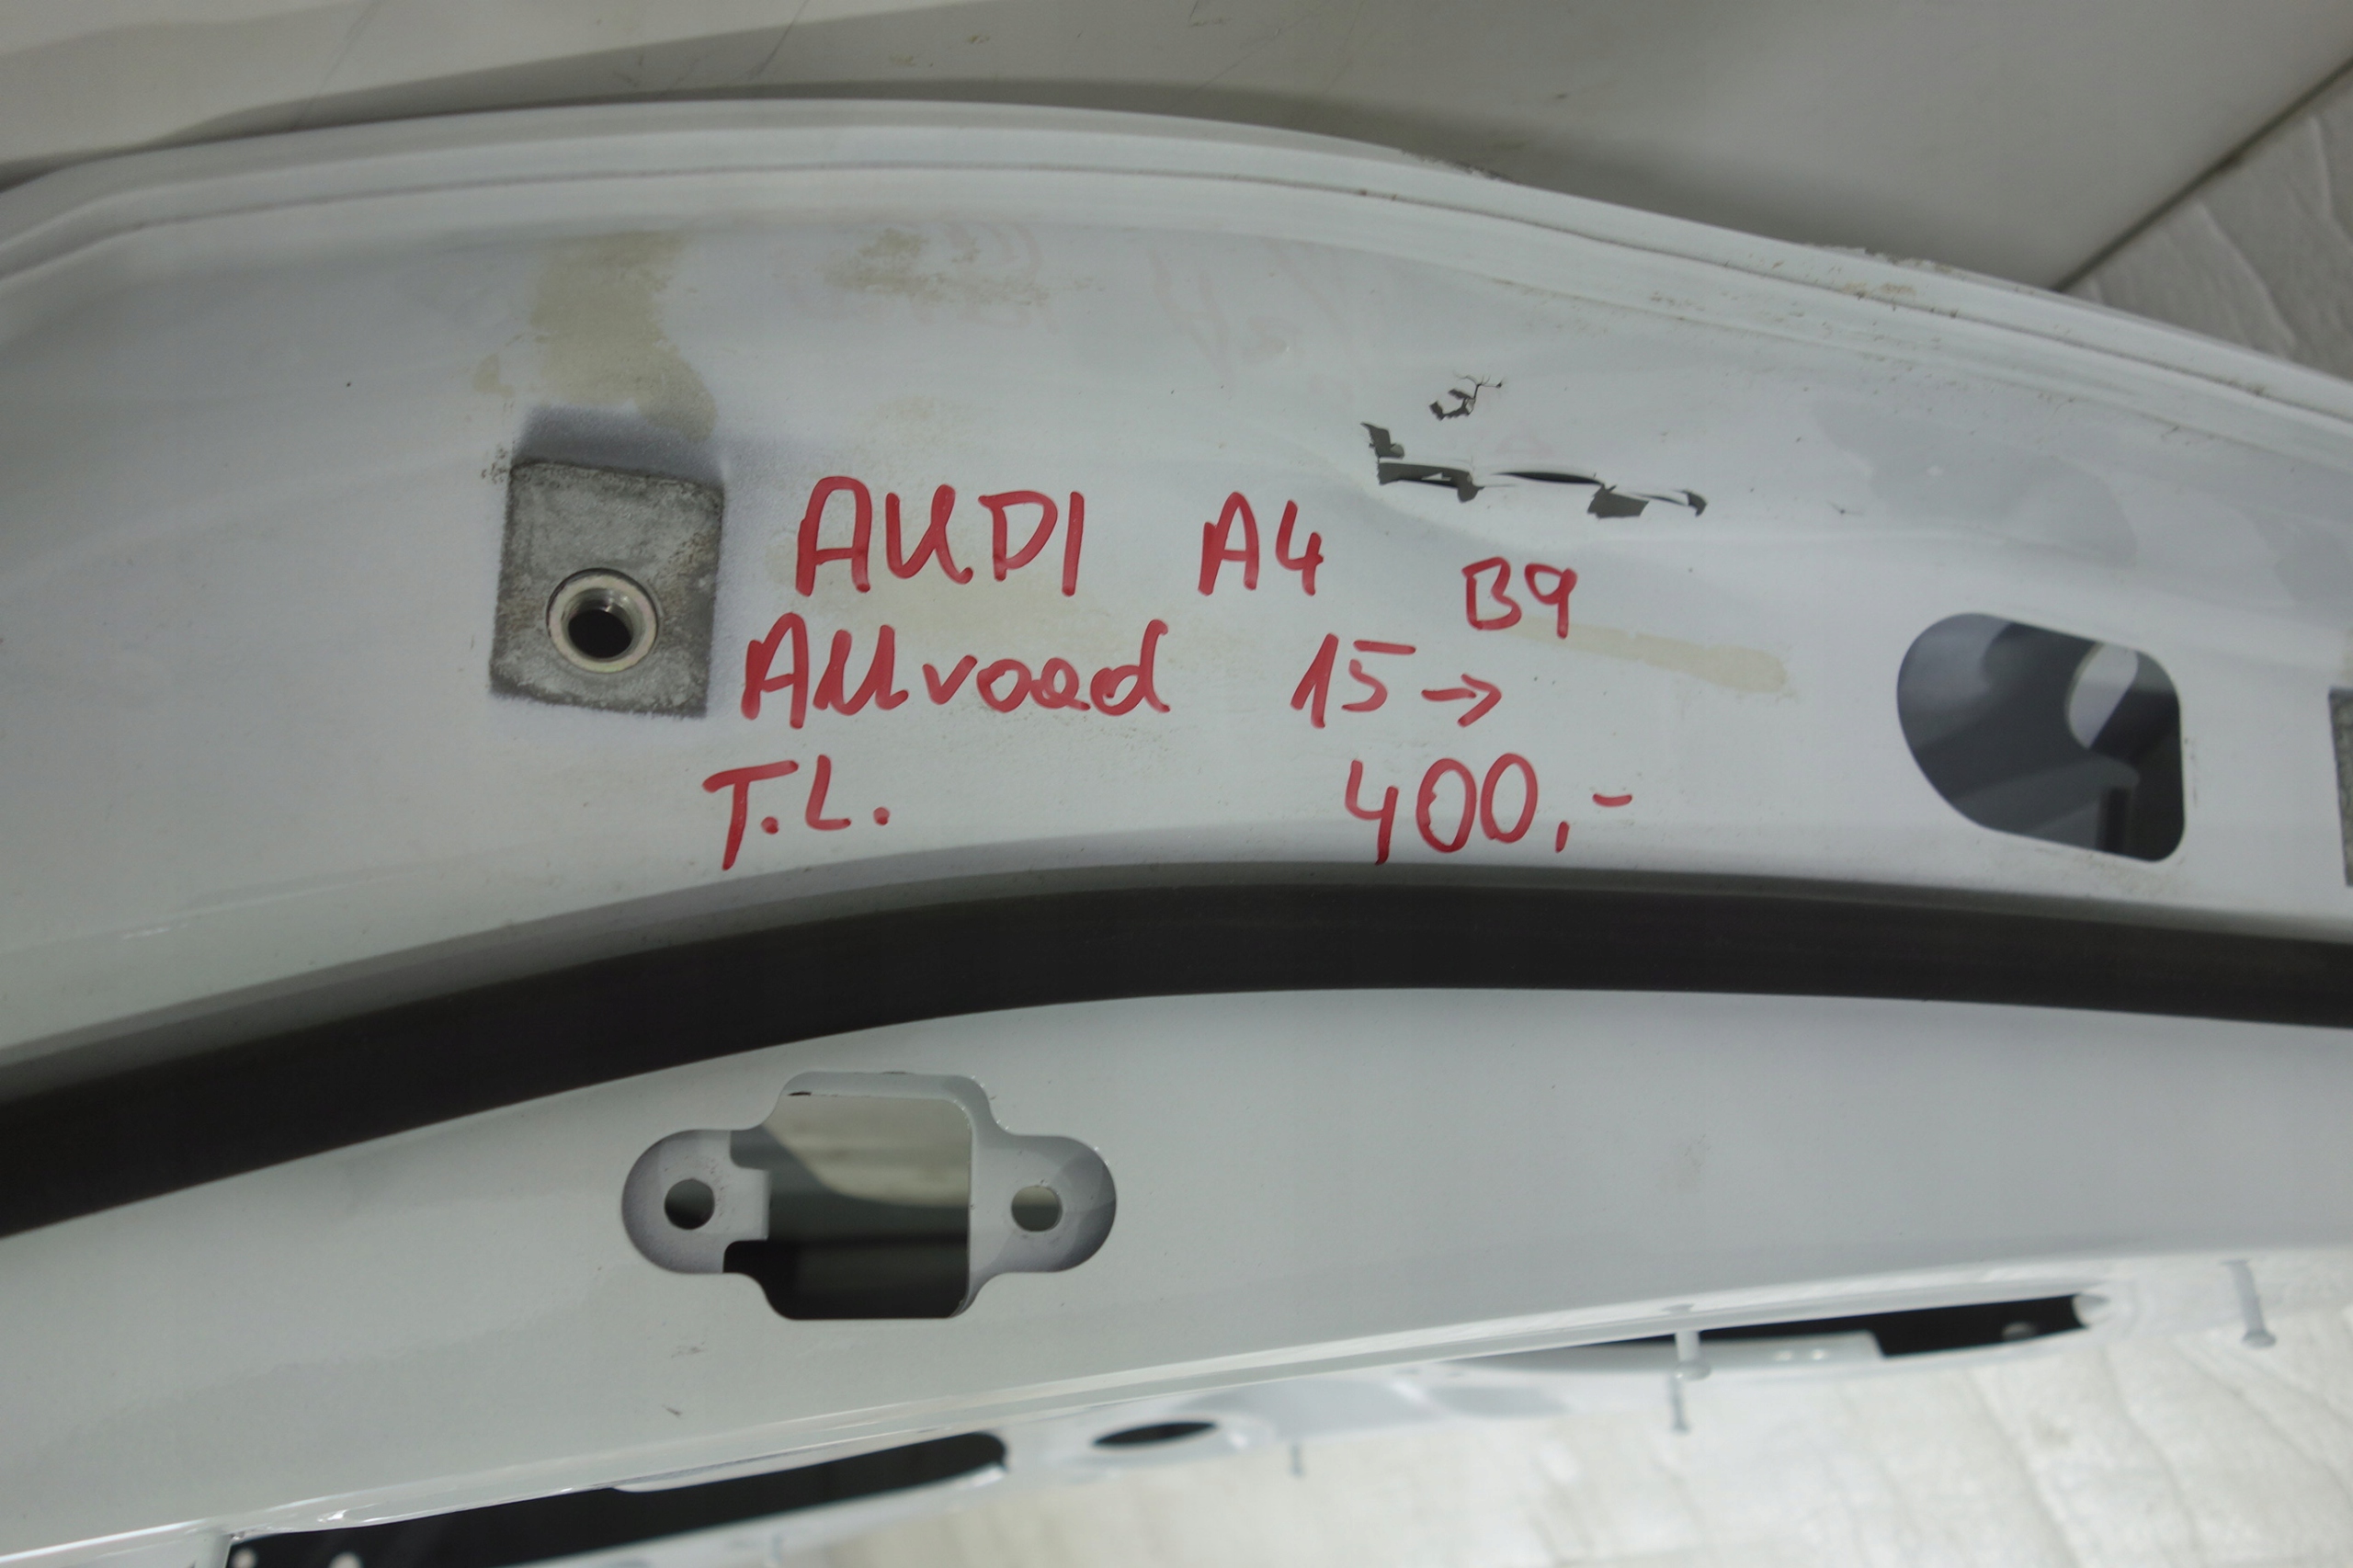 AUDI A4 B9
Allroad 15→
T.L. 400,-